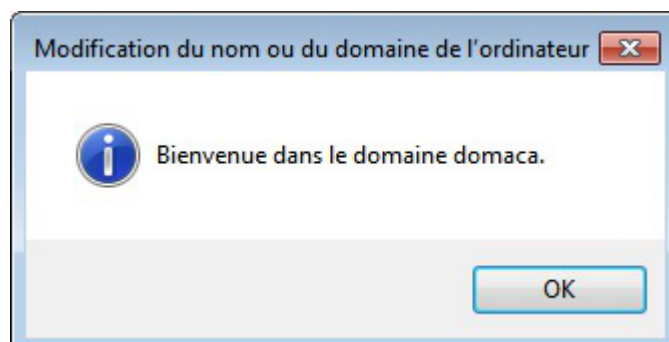 Modification du nom ou du domaine de l'ordinateur
Bienvenue dans le domaine domaca.
OK